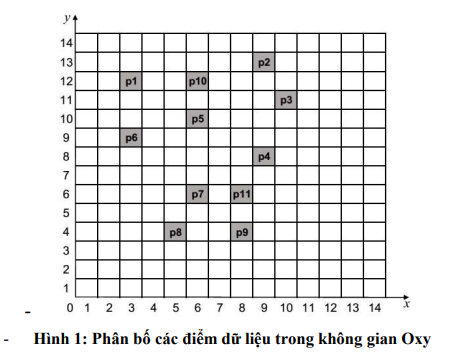 y
14
13 p2
12 p1 p10
11 p3
10 p5
9 p6
8 p4
7
6 p7 p11
5
4 p8 p9
3
2
1
0 1 2 3 4 5 6 7 8 9 10 11 12 13 14 x
-
- Hình 1: Phân bố các điểm dữ liệu trong không gian Oxy